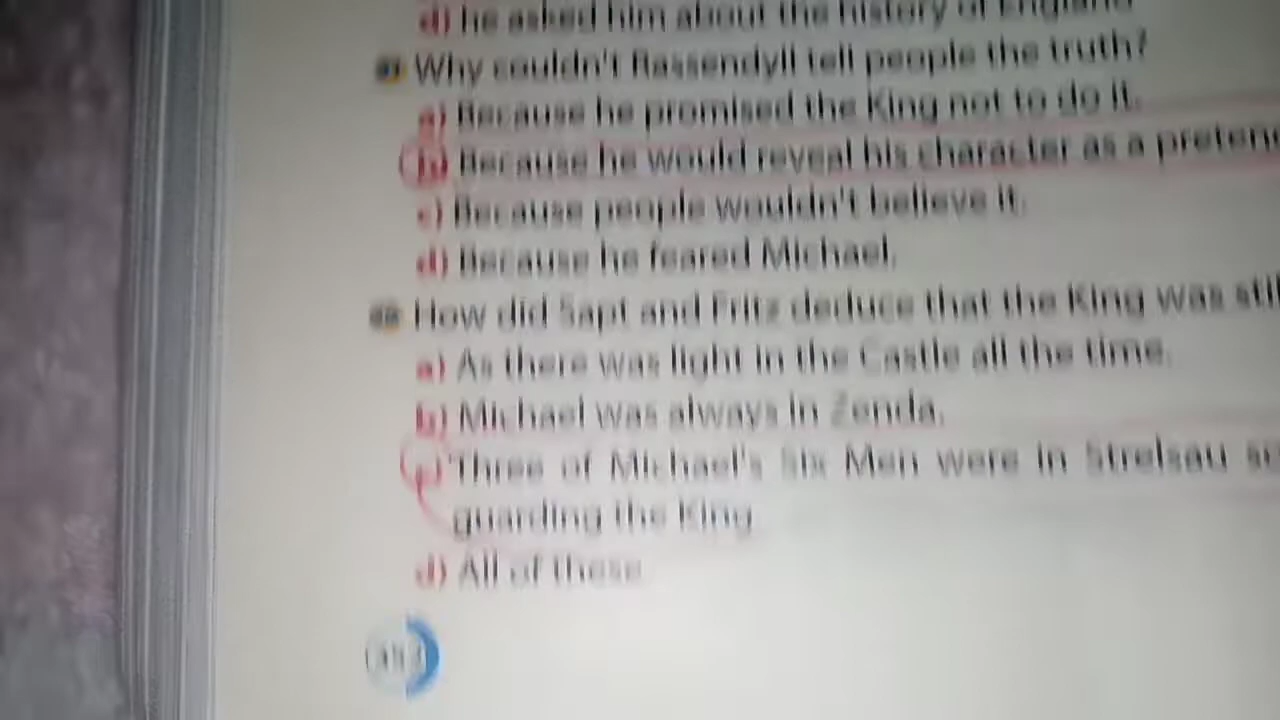 d) he asked him about the history of England
Why couldn't Rassendyll tell people the truth?
a) Because he promised the King not to do it.
b) Because he would reveal his character as a
c) Because people wouldn't believe it.
d) Because he feared Michael.
How did Sapt and Fritz deduce that the King was
a) As there was light in the Castle all the time.
b) Michael was always in Zenda.
c) Three of Michael's Six Men were in Strelsau
guarding the King
d) All of these